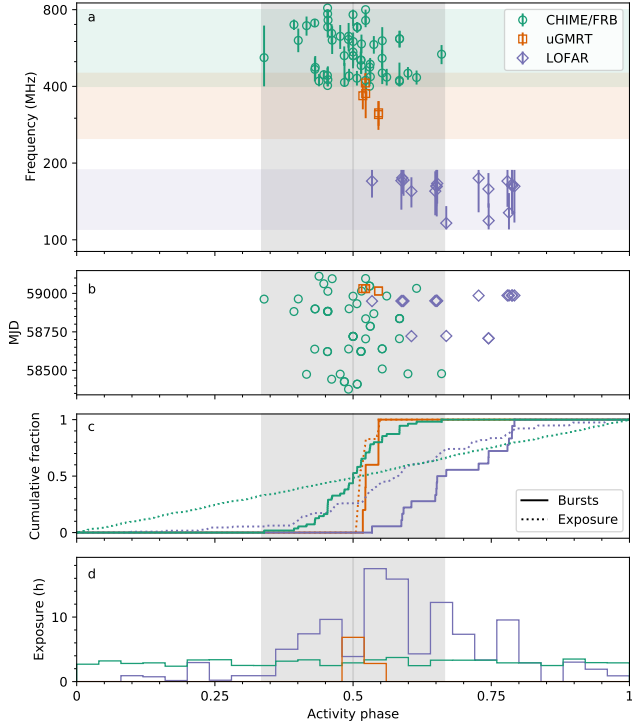 a
800
400
200
100
Frequency (MHz)
CHIME/FRB
uGMRT
LOFAR
b
59000
58750
58500
MJD
c
1
0.5
0
Cumulative fraction
Bursts
Exposure
d
10
0
Exposure (h)
0
0.25
0.5
0.75
1
Activity phase